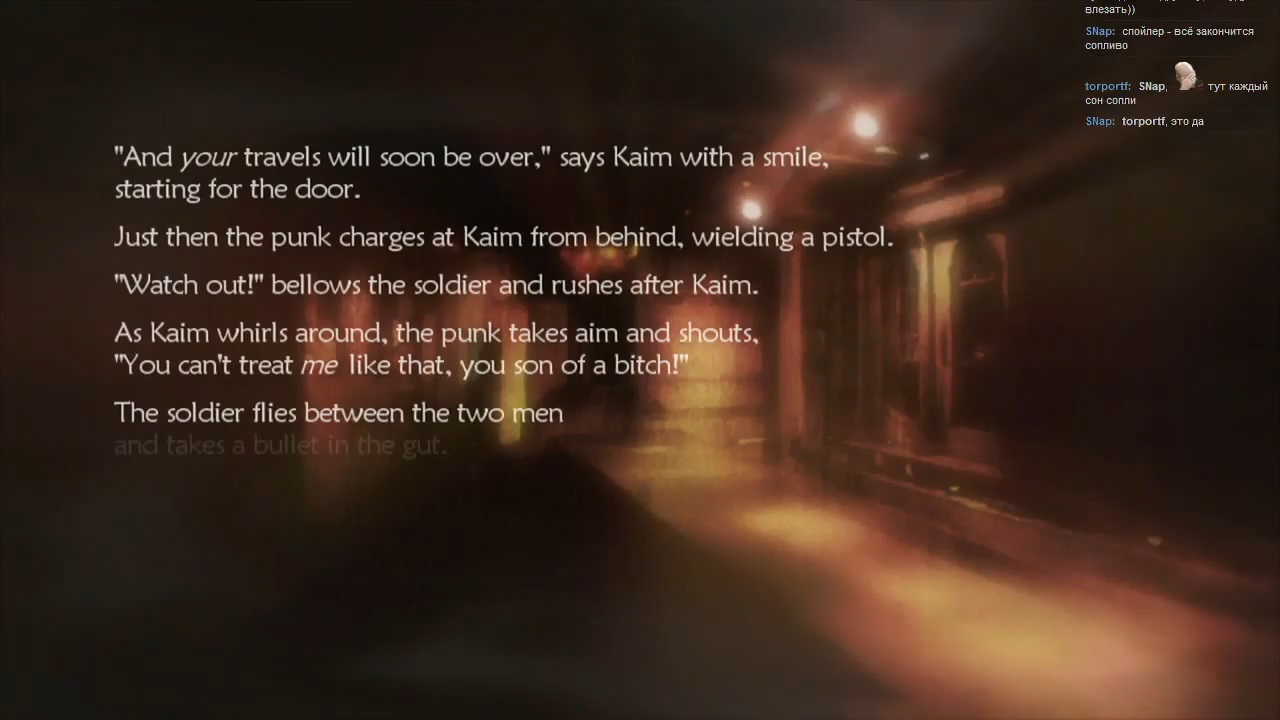 "And your travels will soon be over," says Kaim with a smile,
starting for the door.
Just then the punk charges at Kaim from behind, wielding a pistol.
"Watch out!" bellows the soldier and rushes after Kaim.
As Kaim whirls around, the punk takes aim and shouts,
"You can't treat me like that, you son of a bitch!"
The soldier flies between the two men
and takes a bullet in the gut.
влезать))
SNap: спойлер - всё закончится
сопливо
torportf: SNap, тут каждый
сон сопли
SNap: torportf, это да